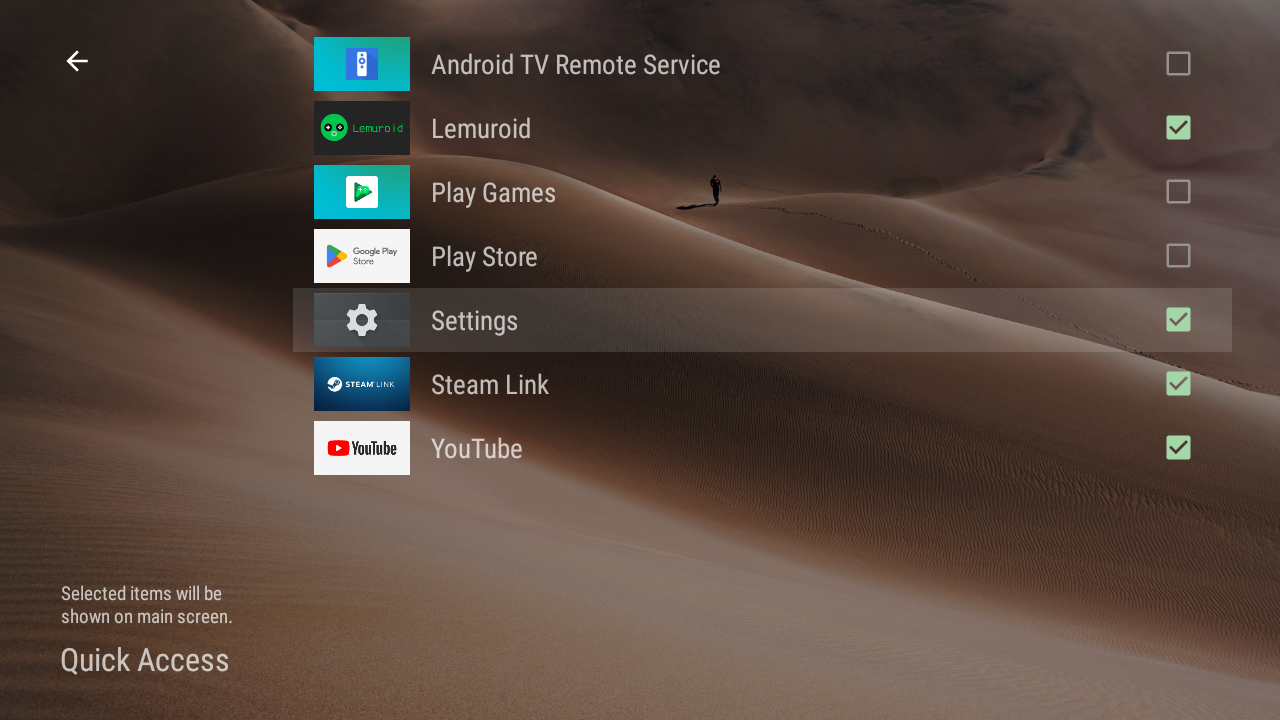 Android TV Remote Service
Lemuroid
Lemuroid
Play Games
Google Play
Store
Play Store
Settings
STEAM LINK
Steam Link
YouTube
YouTube
Selected items will be
shown on main screen.
Quick Access